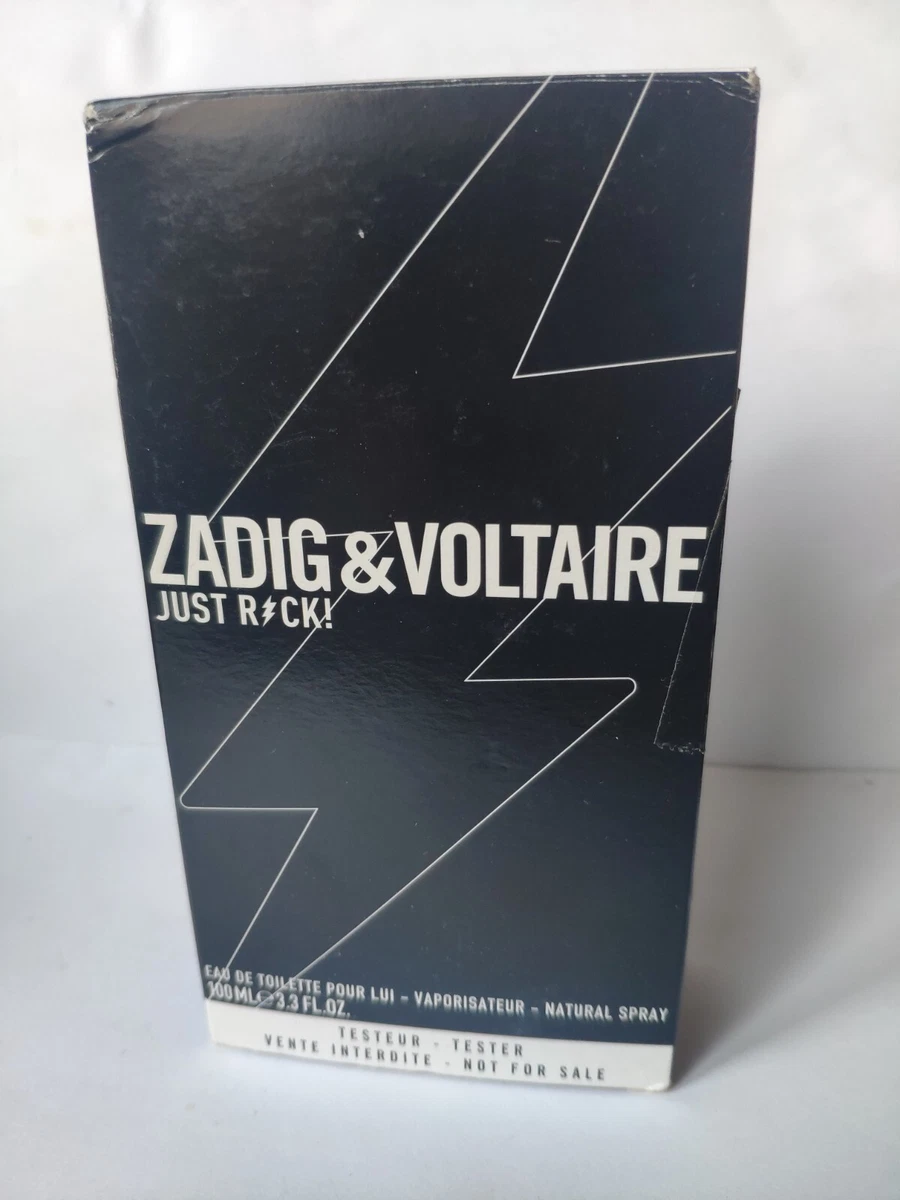 ZADIG & VOLTAIRE
JUST R⚡CK!
EAU DE TOILETTE POUR LUI - VAPORISATEUR - NATURAL SPRAY
100 ML ℮ 3.3 FL.OZ.
TESTEUR - TESTER
VENTE INTERDITE - NOT FOR SALE